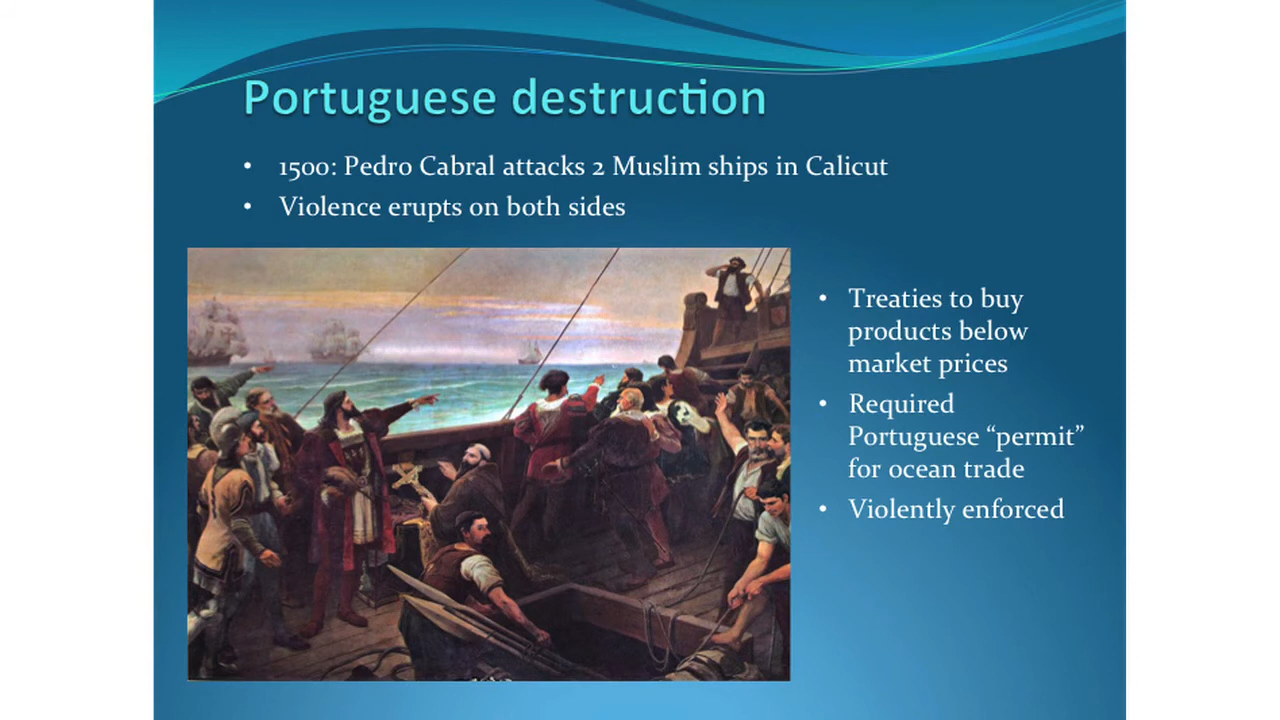 Portuguese destruction
• 1500: Pedro Cabral attacks 2 Muslim ships in Calicut
• Violence erupts on both sides
• Treaties to buy
products below
market prices
• Required
Portuguese “permit”
for ocean trade
• Violently enforced